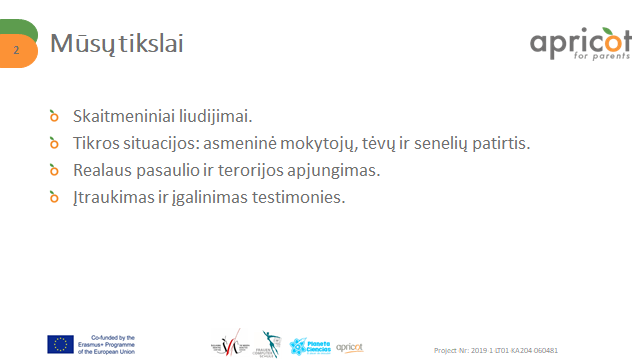 2
Mūsų tikslai
apricot
for parents
Skaitmeniniai liudijimai.
Tikros situacijos: asmeninė mokytojų, tėvų ir senelių patirtis.
Realaus pasaulio ir terorijos apjungimas.
Įtraukimas ir įgalinimas testimonies.
Co-funded by the
Erasmus+ Programme
of the European Union
Planeta
Ciencias
apricot
Project Nr: 2019 1 LT01 KA204 060481